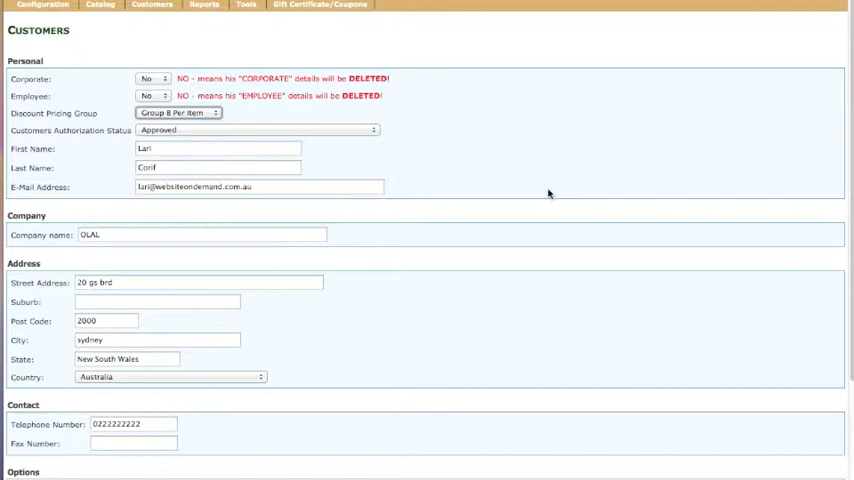 Configuration Catalog Customers Reports Tools Gift Certificate/Coupons
CUSTOMERS
Personal
Corporate: No NO - means his "CORPORATE" details will be DELETED!
Employee: No NO - means his "EMPLOYEE" details will be DELETED!
Discount Pricing Group Group B Per Item
Customers Authorization Status Approved
First Name: Lari
Last Name: Corif
E-Mail Address: lari@websiteondemand.com.au
Company
Company name: OLAL
Address
Street Address: 20 gs brd
Suburb:
Post Code: 2000
City: sydney
State: New South Wales
Country: Australia
Contact
Telephone Number: 0222222222
Fax Number:
Options